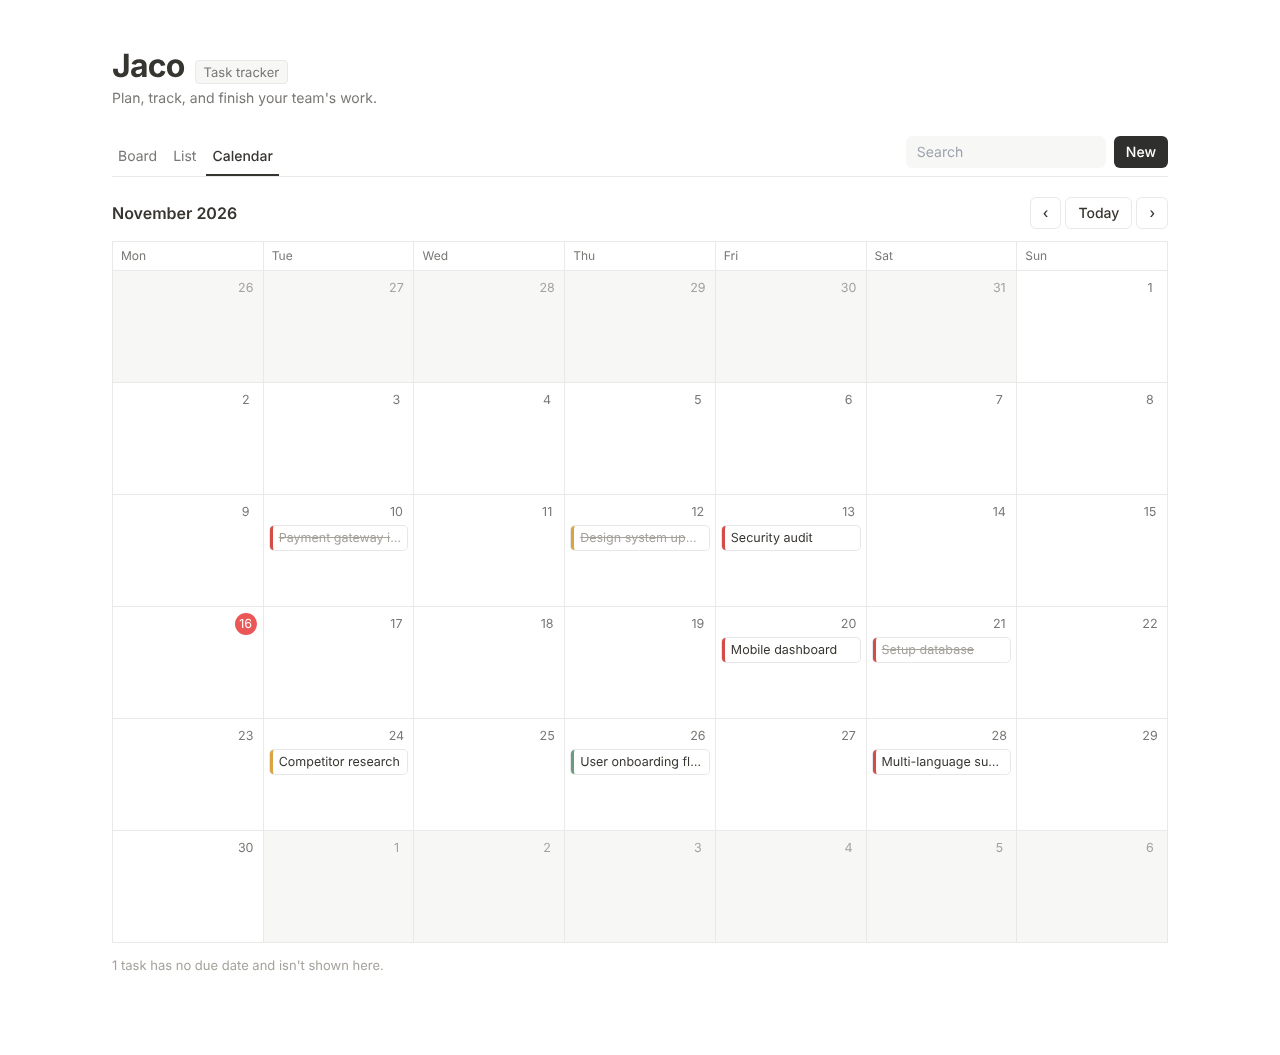 Jaco Task tracker
Plan, track, and finish your team's work.
Board List Calendar Search New
November 2026 ‹ Today ›
Mon Tue Wed Thu Fri Sat Sun
26 27 28 29 30 31 1
2 3 4 5 6 7 8
9 10 11 12 13 14 15
Payment gateway i... Design system up... Security audit
16 17 18 19 20 21 22
Mobile dashboard Setup database
23 24 25 26 27 28 29
Competitor research User onboarding fl... Multi-language su...
30 1 2 3 4 5 6
1 task has no due date and isn't shown here.